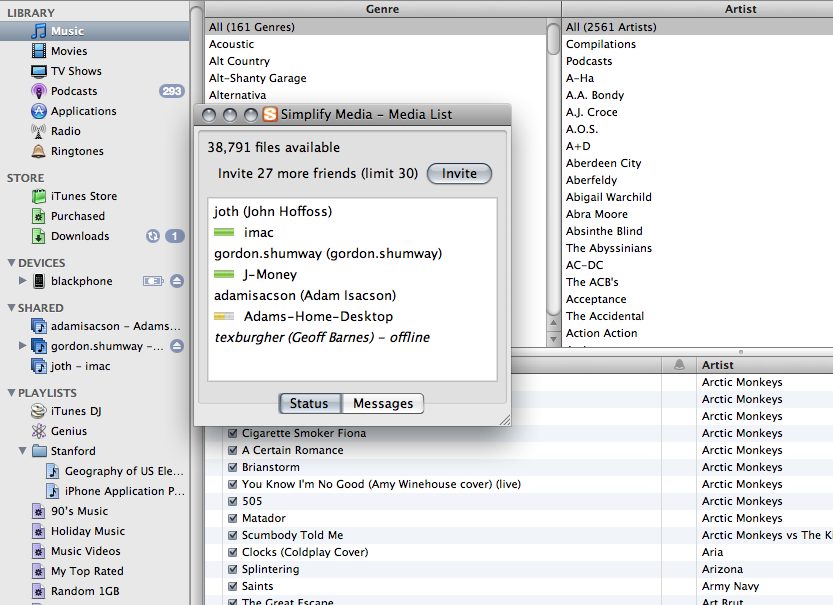 LIBRARY
Music
Movies
TV Shows
Podcasts
293
Applications
Radio
Ringtones
STORE
iTunes Store
Purchased
Downloads
1
DEVICES
blackphone
SHARED
adamisacson - Adams...
gordon.shumway -...
joth - imac
PLAYLISTS
iTunes DJ
Genius
Stanford
Geography of US Ele...
iPhone Application P...
90's Music
Holiday Music
Music Videos
My Top Rated
Random 1GB
Genre
All (161 Genres)
Acoustic
Alt Country
Alt-Shanty Garage
Alternativa
Artist
All (2561 Artists)
Compilations
Podcasts
A-Ha
A.A. Bondy
A.J. Croce
A.O.S.
A+D
Aberdeen City
Aberfeldy
Abigail Warchild
Abra Moore
Absinthe Blind
The Abyssinians
AC-DC
The ACB's
Acceptance
The Accidental
Action Action
Simplify Media - Media List
38,791 files available
Invite 27 more friends (limit 30)
Invite
joth (John Hoffoss)
imac
gordon.shumway (gordon.shumway)
J-Money
adamisacson (Adam Isacson)
Adams-Home-Desktop
texburgher (Geoff Barnes) - offline
Status
Messages
Artist
Arctic Monkeys
Arctic Monkeys
Arctic Monkeys
Cigarette Smoker Fiona Arctic Monkeys
A Certain Romance Arctic Monkeys
Brianstorm Arctic Monkeys
You Know I'm No Good (Amy Winehouse cover) (live) Arctic Monkeys
505 Arctic Monkeys
Matador Arctic Monkeys
Scumbody Told Me Arctic Monkeys vs The K
Clocks (Coldplay Cover) Aria
Splintering Arizona
Saints Army Navy
The Great Escape Art Brut